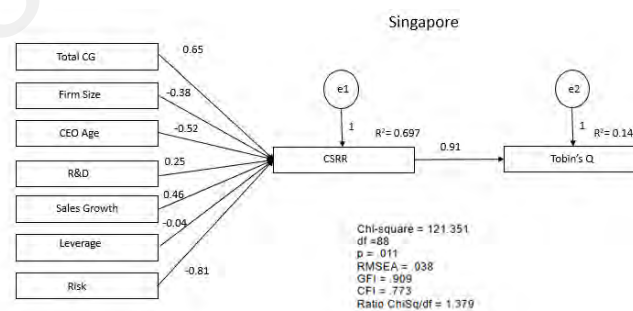 Singapore
Total CG
0.65
Firm Size
-0.38
e1
e2
CEO Age
-0.52
1
R²= 0.697
1
R²= 0.14
R&D
0.25
CSRR
0.91
Tobin's Q
Sales Growth
0.46
-0.04
Leverage
Risk
-0.81
Chi-square = 121.351
df =88
p = .011
RMSEA = .038
GFI = .909
CFI = .773
Ratio ChiSq/df = 1.379